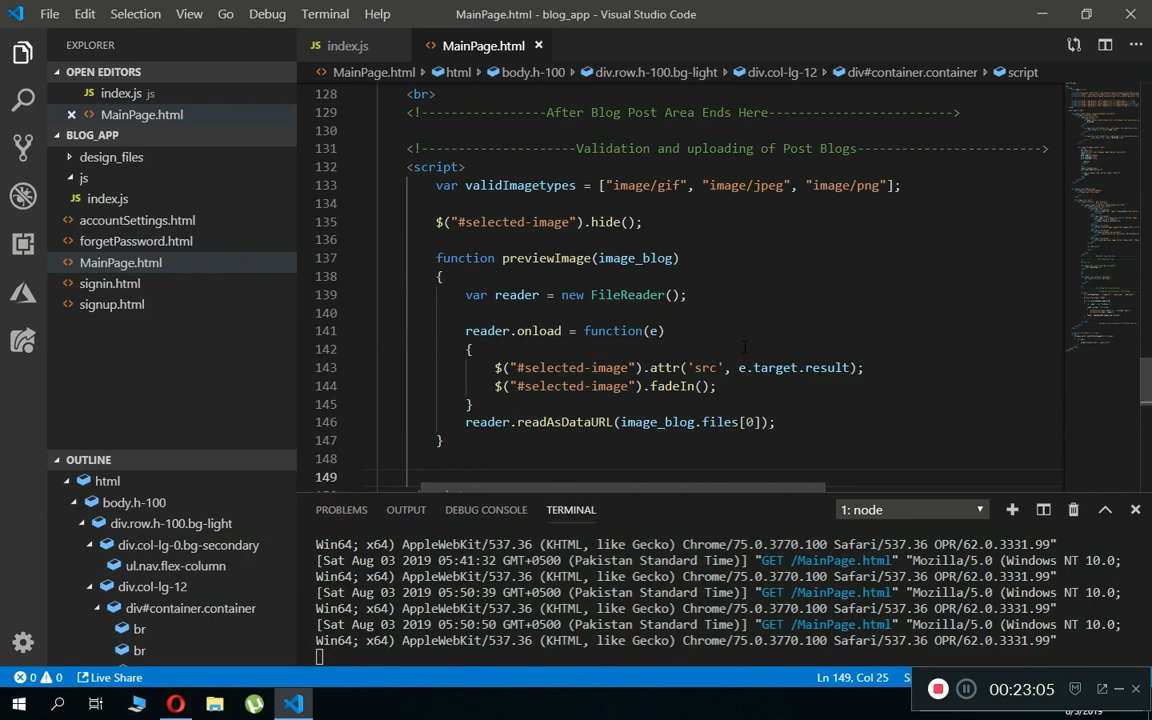 File Edit Selection View Go Debug Terminal Help MainPage.html - blog_app - Visual Studio Code
EXPLORER
OPEN EDITORS
index.js js
MainPage.html
BLOG_APP
design_files
js
index.js
accountSettings.html
forgetPassword.html
MainPage.html
signin.html
signup.html
OUTLINE
html
body.h-100
div.row.h-100.bg-light
div.col-lg-0.bg-secondary
ul.nav.flex-column
div.col-lg-12
div#container.container
br
br
index.js MainPage.html
MainPage.html html body.h-100 div.row.h-100.bg-light div.col-lg-12 div#container.container script
128 <br>
129 <!-----------------After Blog Post Area Ends Here------------------------->
130
131 <!---------------------Validation and uploading of Post Blogs------------------------->
132 <script>
133 var validImagetypes = ["image/gif", "image/jpeg", "image/png"];
134
135 $("#selected-image").hide();
136
137 function previewImage(image_blog)
138 {
139 var reader = new FileReader();
140
141 reader.onload = function(e)
142 {
143 $("#selected-image").attr('src', e.target.result);
144 $("#selected-image").fadeIn();
145 }
146 reader.readAsDataURL(image_blog.files[0]);
147 }
148
149
PROBLEMS OUTPUT DEBUG CONSOLE TERMINAL 1: node
Win64; x64) AppleWebKit/537.36 (KHTML, like Gecko) Chrome/75.0.3770.100 Safari/537.36 OPR/62.0.3331.99"
[Sat Aug 03 2019 05:41:32 GMT+0500 (Pakistan Standard Time)] "GET /MainPage.html" "Mozilla/5.0 (Windows NT 10.0;
Win64; x64) AppleWebKit/537.36 (KHTML, like Gecko) Chrome/75.0.3770.100 Safari/537.36 OPR/62.0.3331.99"
[Sat Aug 03 2019 05:50:39 GMT+0500 (Pakistan Standard Time)] "GET /MainPage.html" "Mozilla/5.0 (Windows NT 10.0;
Win64; x64) AppleWebKit/537.36 (KHTML, like Gecko) Chrome/75.0.3770.100 Safari/537.36 OPR/62.0.3331.99"
[Sat Aug 03 2019 05:50:50 GMT+0500 (Pakistan Standard Time)] "GET /MainPage.html" "Mozilla/5.0 (Windows NT 10.0;
Win64; x64) AppleWebKit/537.36 (KHTML, like Gecko) Chrome/75.0.3770.100 Safari/537.36 OPR/62.0.3331.99"
0 0 Live Share Ln 149, Col 25
00:23:05